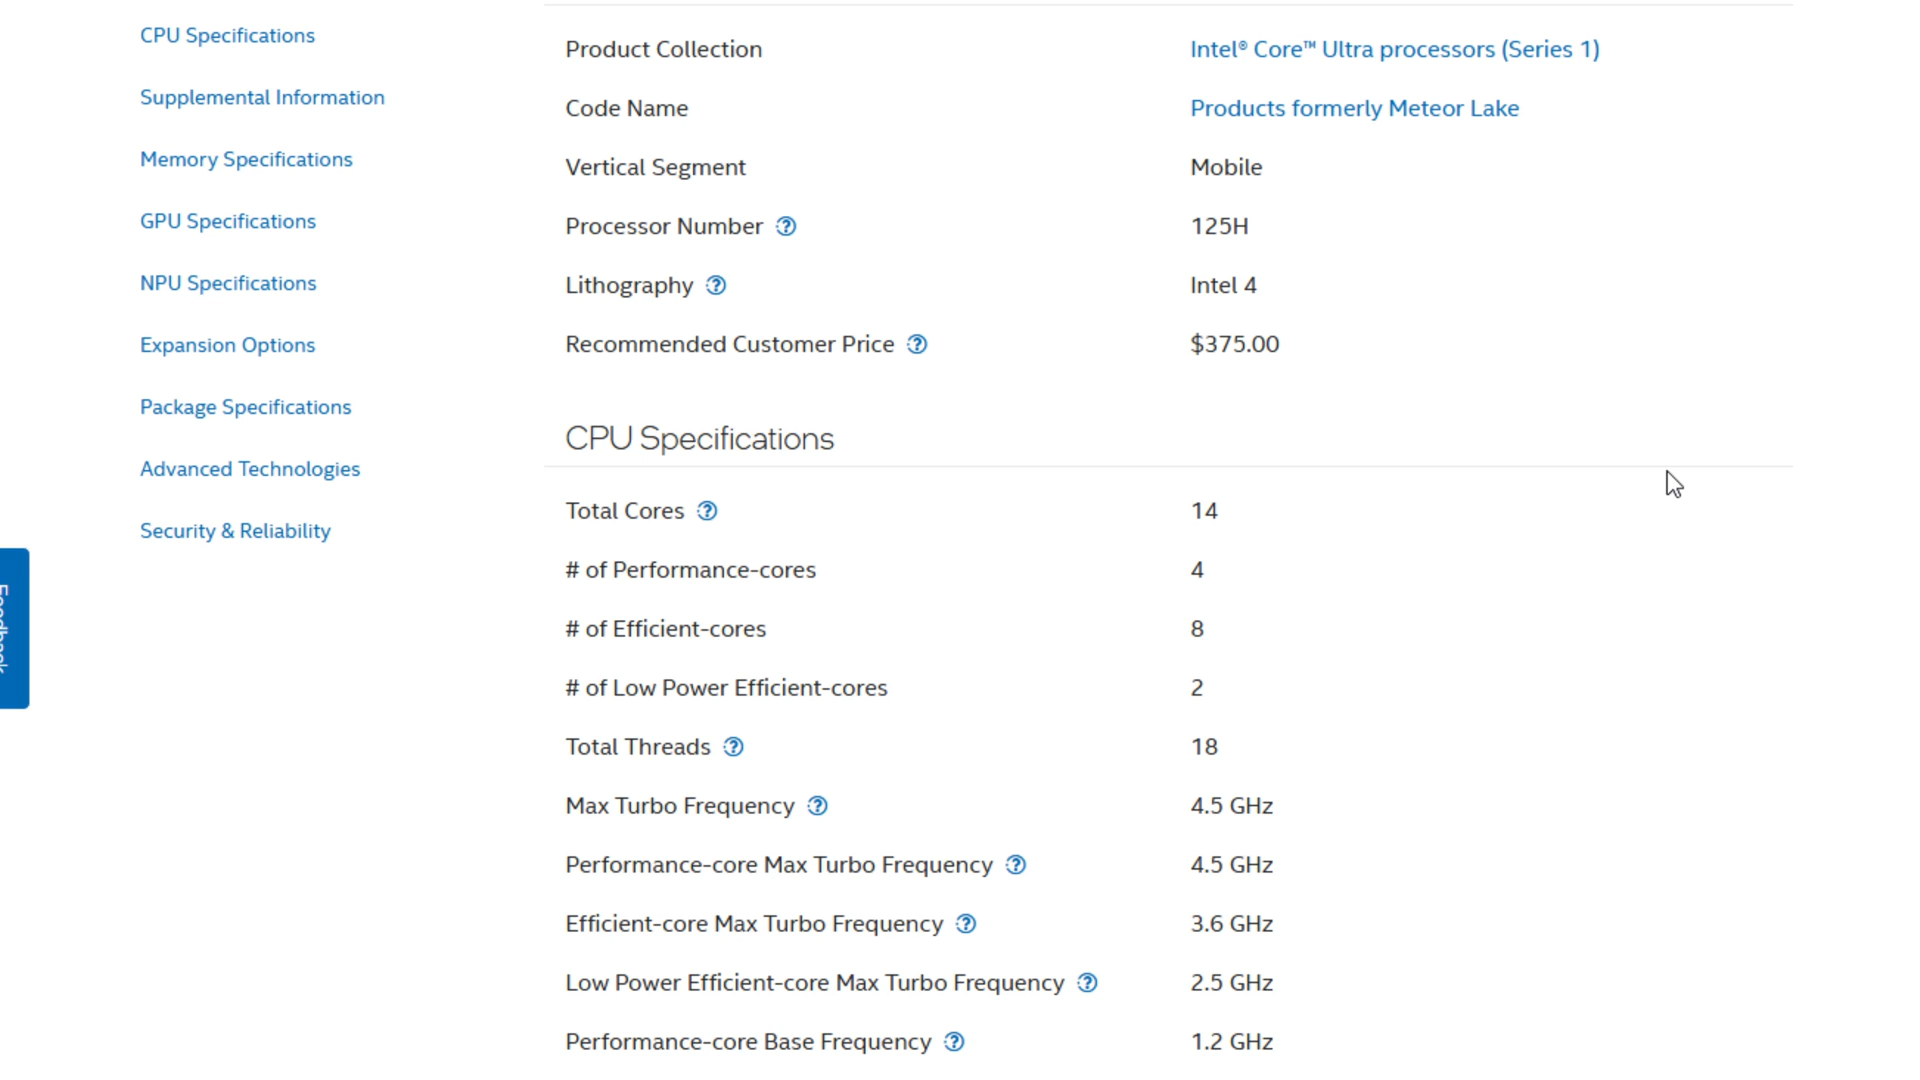 CPU Specifications
Supplemental Information
Memory Specifications
GPU Specifications
NPU Specifications
Expansion Options
Package Specifications
Advanced Technologies
Security & Reliability
Feedback
Product Collection Intel® Core™ Ultra processors (Series 1)
Code Name Products formerly Meteor Lake
Vertical Segment Mobile
Processor Number ? 125H
Lithography ? Intel 4
Recommended Customer Price ? $375.00
CPU Specifications
Total Cores ? 14
# of Performance-cores 4
# of Efficient-cores 8
# of Low Power Efficient-cores 2
Total Threads ? 18
Max Turbo Frequency ? 4.5 GHz
Performance-core Max Turbo Frequency ? 4.5 GHz
Efficient-core Max Turbo Frequency ? 3.6 GHz
Low Power Efficient-core Max Turbo Frequency ? 2.5 GHz
Performance-core Base Frequency ? 1.2 GHz